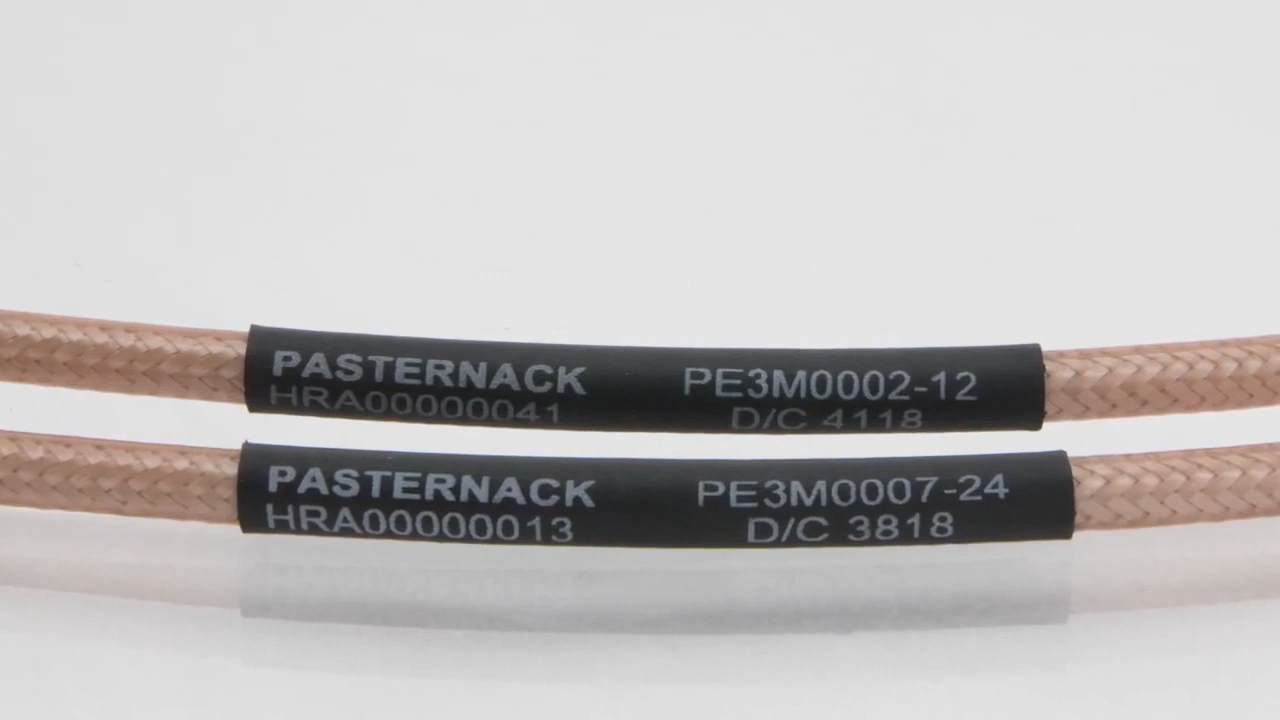 PASTERNACK PE3M0002-12
HRA00000041 D/C 4118
PASTERNACK PE3M0007-24
HRA00000013 D/C 3818